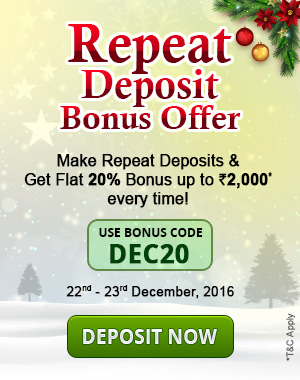 Repeat
Deposit
Bonus Offer
Make Repeat Deposits &
Get Flat 20% Bonus up to ₹2,000*
every time!
USE BONUS CODE
DEC20
22nd - 23rd December, 2016
DEPOSIT NOW
*T&C Apply